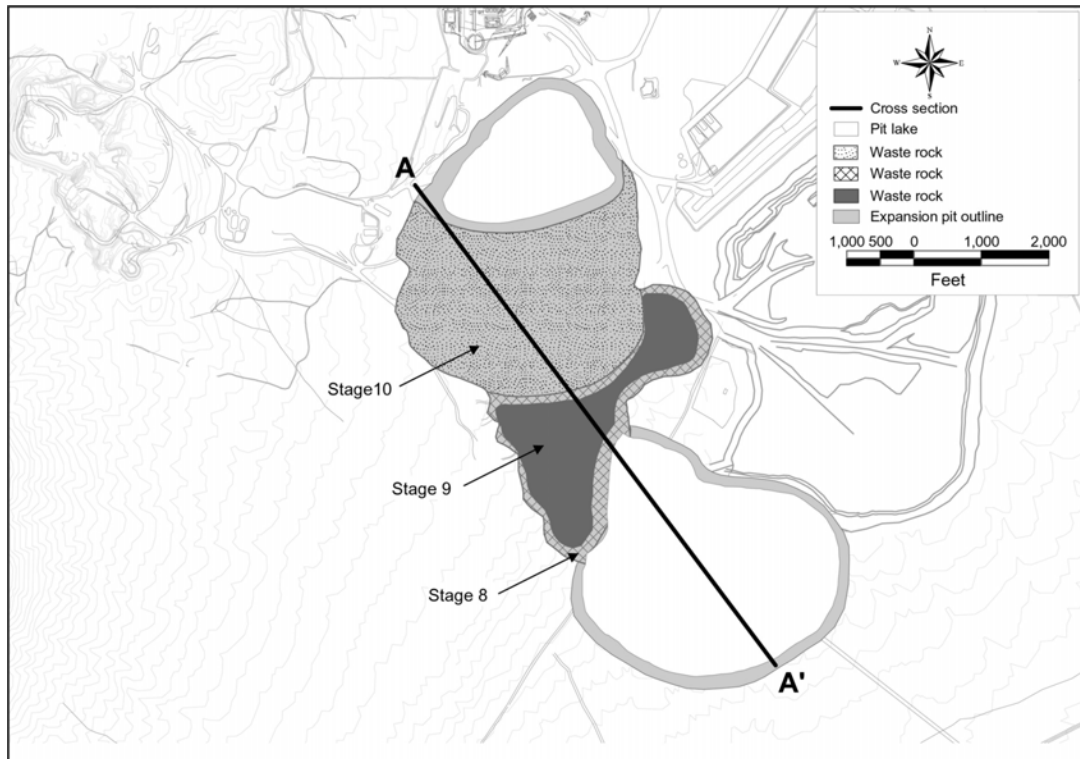 N
W E
S
Cross section
Pit lake
Waste rock
Waste rock
Waste rock
Expansion pit outline
1,000 500 0 1,000 2,000
Feet
A
Stage10
Stage 9
Stage 8
A'